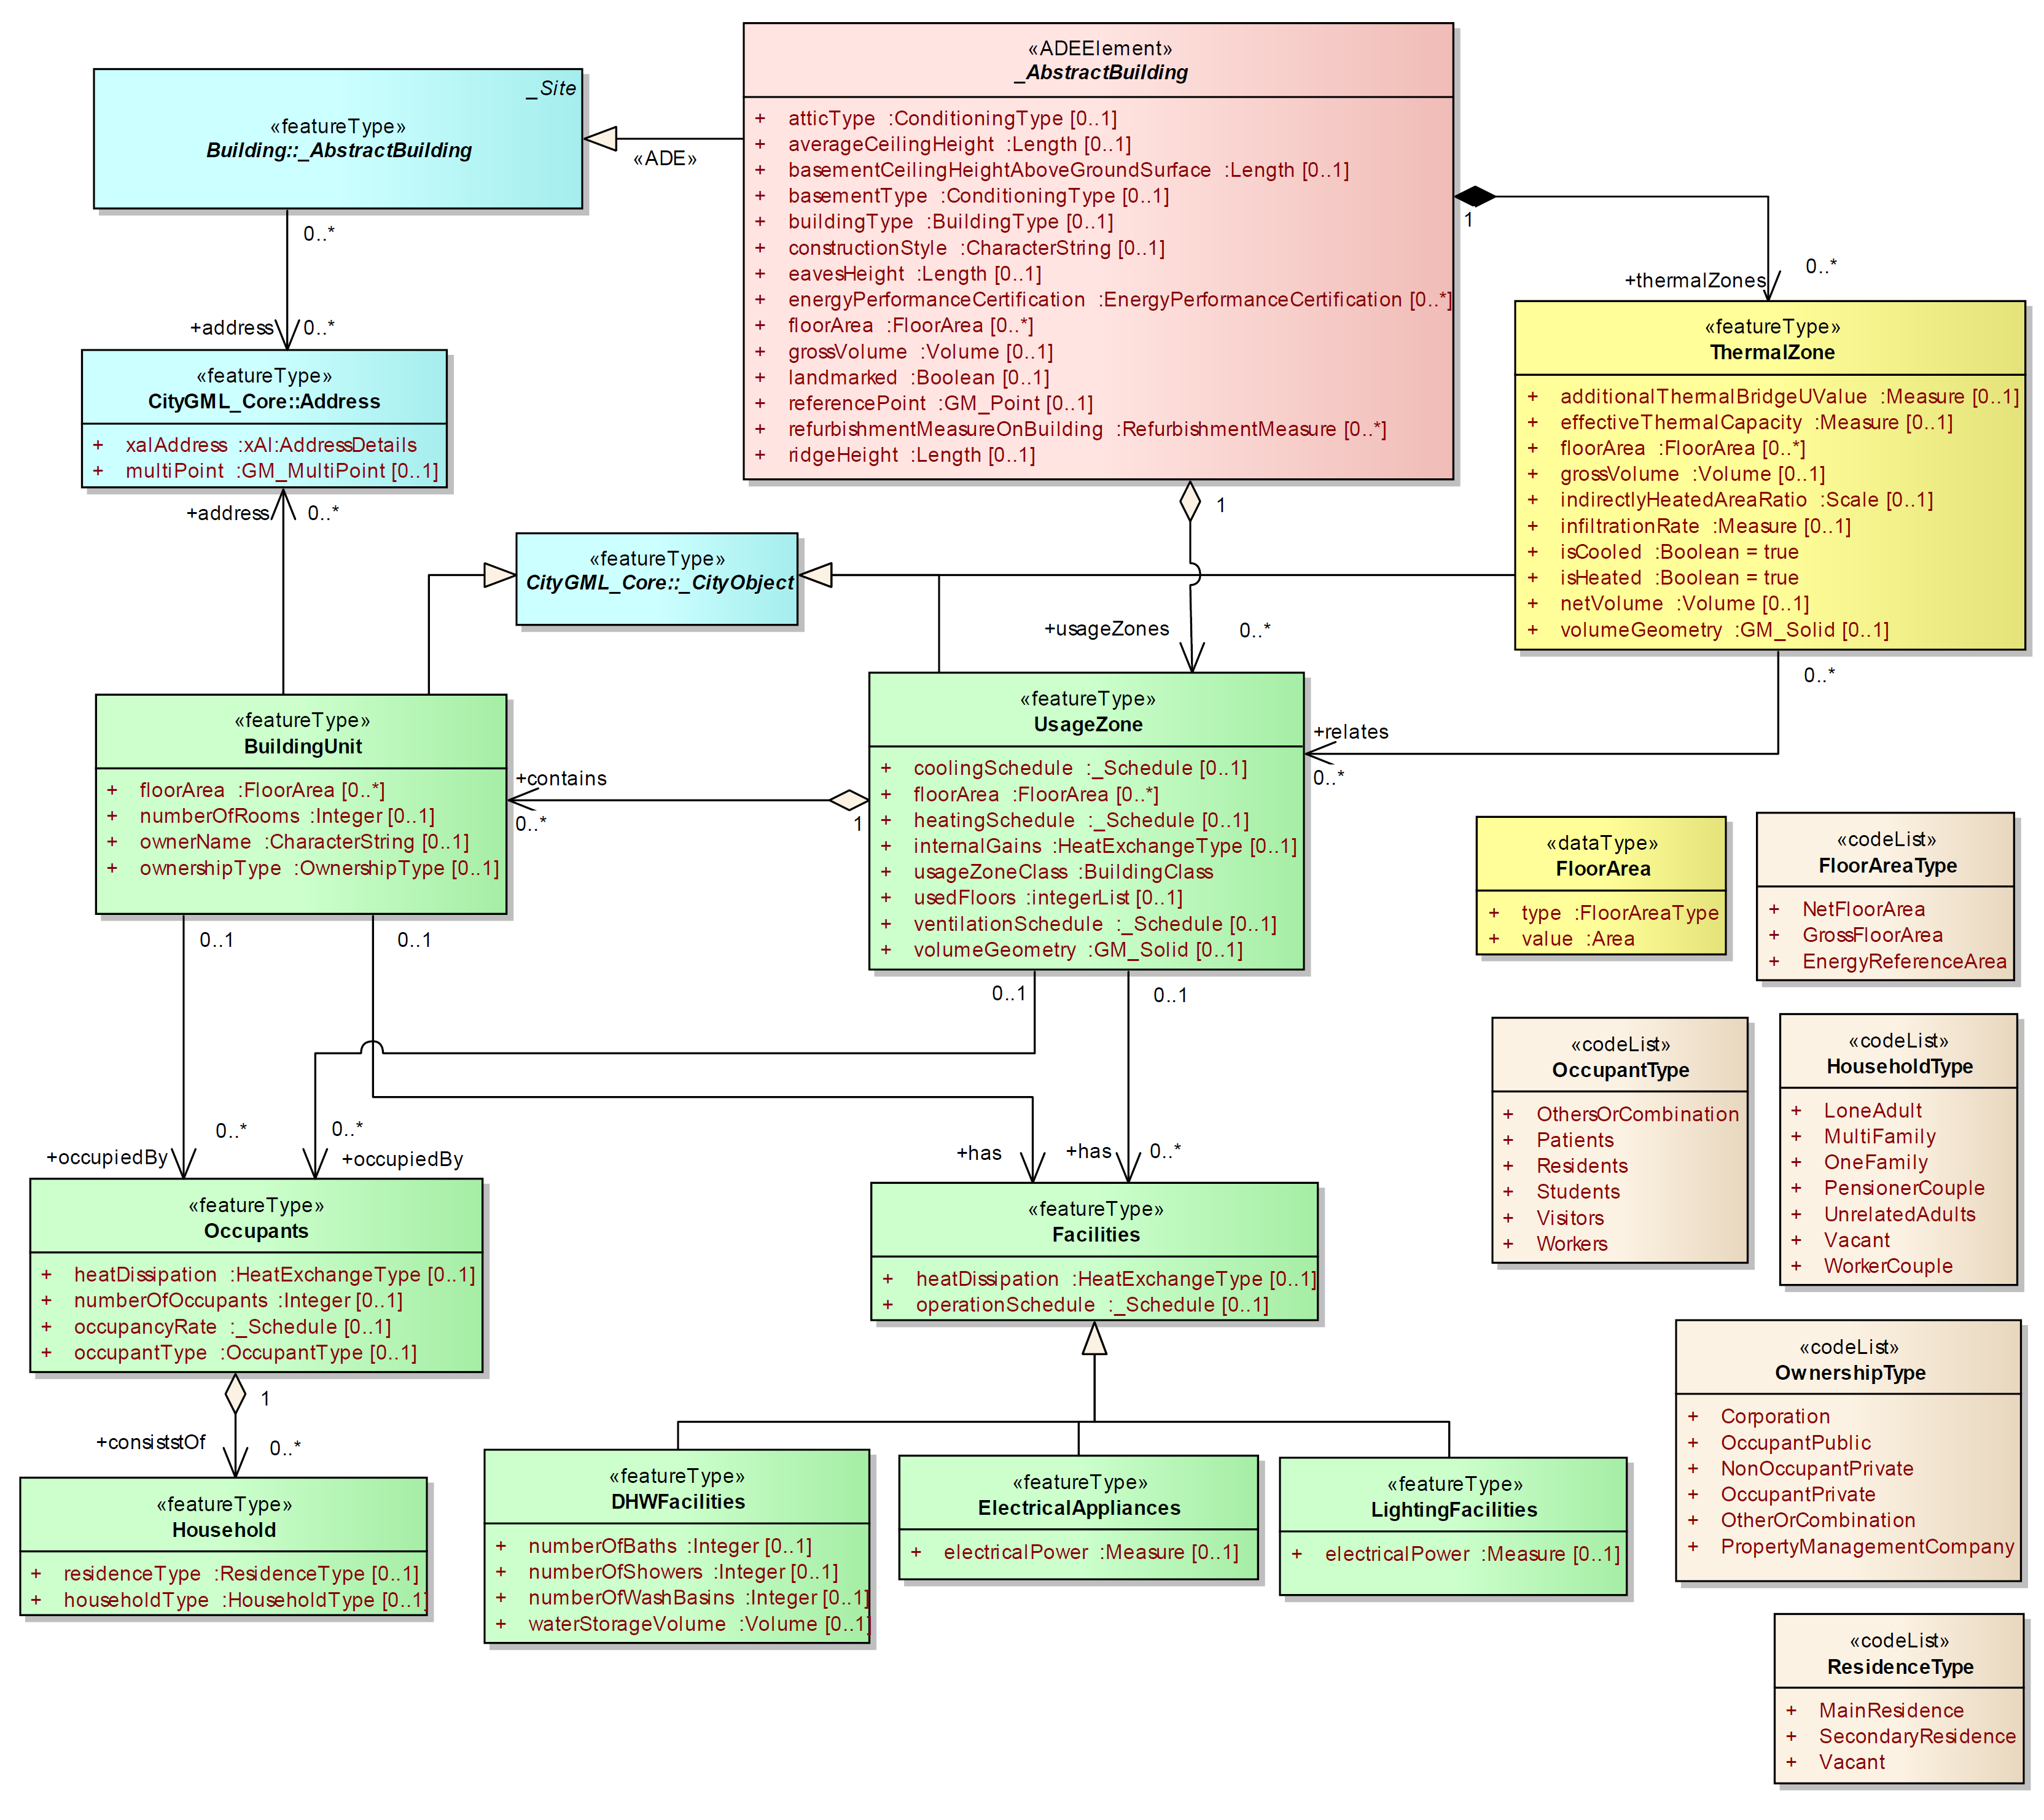 _Site
«featureType»
Building::_AbstractBuilding
«ADE»
«ADEElement»
_AbstractBuilding
+ atticType :ConditioningType [0..1]
+ averageCeilingHeight :Length [0..1]
+ basementCeilingHeightAboveGroundSurface :Length [0..1]
+ basementType :ConditioningType [0..1]
+ buildingType :BuildingType [0..1]
+ constructionStyle :CharacterString [0..1]
+ eavesHeight :Length [0..1]
+ energyPerformanceCertification :EnergyPerformanceCertification [0..*]
+ floorArea :FloorArea [0..*]
+ grossVolume :Volume [0..1]
+ landmarked :Boolean [0..1]
+ referencePoint :GM_Point [0..1]
+ refurbishmentMeasureOnBuilding :RefurbishmentMeasure [0..*]
+ ridgeHeight :Length [0..1]
1
+thermalZones
0..*
0..*
+address
0..*
«featureType»
CityGML_Core::Address
+ xalAddress :xAl:AddressDetails
+ multiPoint :GM_MultiPoint [0..1]
+address
0..*
«featureType»
ThermalZone
+ additionalThermalBridgeUValue :Measure [0..1]
+ effectiveThermalCapacity :Measure [0..1]
+ floorArea :FloorArea [0..*]
+ grossVolume :Volume [0..1]
+ indirectlyHeatedAreaRatio :Scale [0..1]
+ infiltrationRate :Measure [0..1]
+ isCooled :Boolean = true
+ isHeated :Boolean = true
+ netVolume :Volume [0..1]
+ volumeGeometry :GM_Solid [0..1]
0..*
«featureType»
CityGML_Core::_CityObject
1
+usageZones
0..*
+relates
0..*
«featureType»
BuildingUnit
+ floorArea :FloorArea [0..*]
+ numberOfRooms :Integer [0..1]
+ ownerName :CharacterString [0..1]
+ ownershipType :OwnershipType [0..1]
+contains
0..*
1
«featureType»
UsageZone
+ coolingSchedule :_Schedule [0..1]
+ floorArea :FloorArea [0..*]
+ heatingSchedule :_Schedule [0..1]
+ internalGains :HeatExchangeType [0..1]
+ usageZoneClass :BuildingClass
+ usedFloors :integerList [0..1]
+ ventilationSchedule :_Schedule [0..1]
+ volumeGeometry :GM_Solid [0..1]
«dataType»
FloorArea
+ type :FloorAreaType
+ value :Area
«codeList»
FloorAreaType
+ NetFloorArea
+ GrossFloorArea
+ EnergyReferenceArea
0..1
0..1
0..1
0..1
0..*
+occupiedBy
0..*
+occupiedBy
+has
+has
0..*
«codeList»
OccupantType
+ OthersOrCombination
+ Patients
+ Residents
+ Students
+ Visitors
+ Workers
«codeList»
HouseholdType
+ LoneAdult
+ MultiFamily
+ OneFamily
+ PensionerCouple
+ UnrelatedAdults
+ Vacant
+ WorkerCouple
«featureType»
Occupants
+ heatDissipation :HeatExchangeType [0..1]
+ numberOfOccupants :Integer [0..1]
+ occupancyRate :_Schedule [0..1]
+ occupantType :OccupantType [0..1]
1
+consiststOf
0..*
«featureType»
Facilities
+ heatDissipation :HeatExchangeType [0..1]
+ operationSchedule :_Schedule [0..1]
«featureType»
Household
+ residenceType :ResidenceType [0..1]
+ householdType :HouseholdType [0..1]
«featureType»
DHWFacilities
+ numberOfBaths :Integer [0..1]
+ numberOfShowers :Integer [0..1]
+ numberOfWashBasins :Integer [0..1]
+ waterStorageVolume :Volume [0..1]
«featureType»
ElectricalAppliances
+ electricalPower :Measure [0..1]
«featureType»
LightingFacilities
+ electricalPower :Measure [0..1]
«codeList»
OwnershipType
+ Corporation
+ OccupantPublic
+ NonOccupantPrivate
+ OccupantPrivate
+ OtherOrCombination
+ PropertyManagementCompany
«codeList»
ResidenceType
+ MainResidence
+ SecondaryResidence
+ Vacant